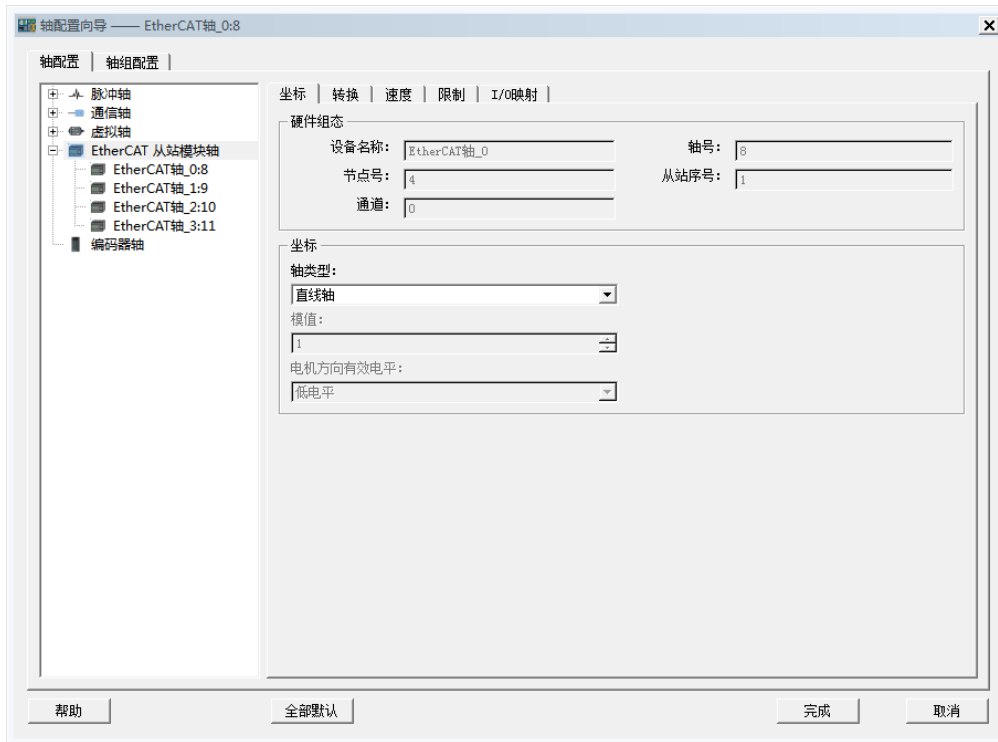 轴配置向导 —— EtherCAT轴_0:8
轴配置 轴组配置
脉冲轴
通信轴
虚拟轴
EtherCAT 从站模块轴
EtherCAT轴_0:8
EtherCAT轴_1:9
EtherCAT轴_2:10
EtherCAT轴_3:11
编码器轴
坐标 转换 速度 限制 I/O映射
硬件组态
设备名称: EtherCAT轴_0 轴号: 8
节点号: 4 从站序号: 1
通道: 0
坐标
轴类型:
直线轴
模值:
1
电机方向有效电平:
低电平
帮助 全部默认 完成 取消